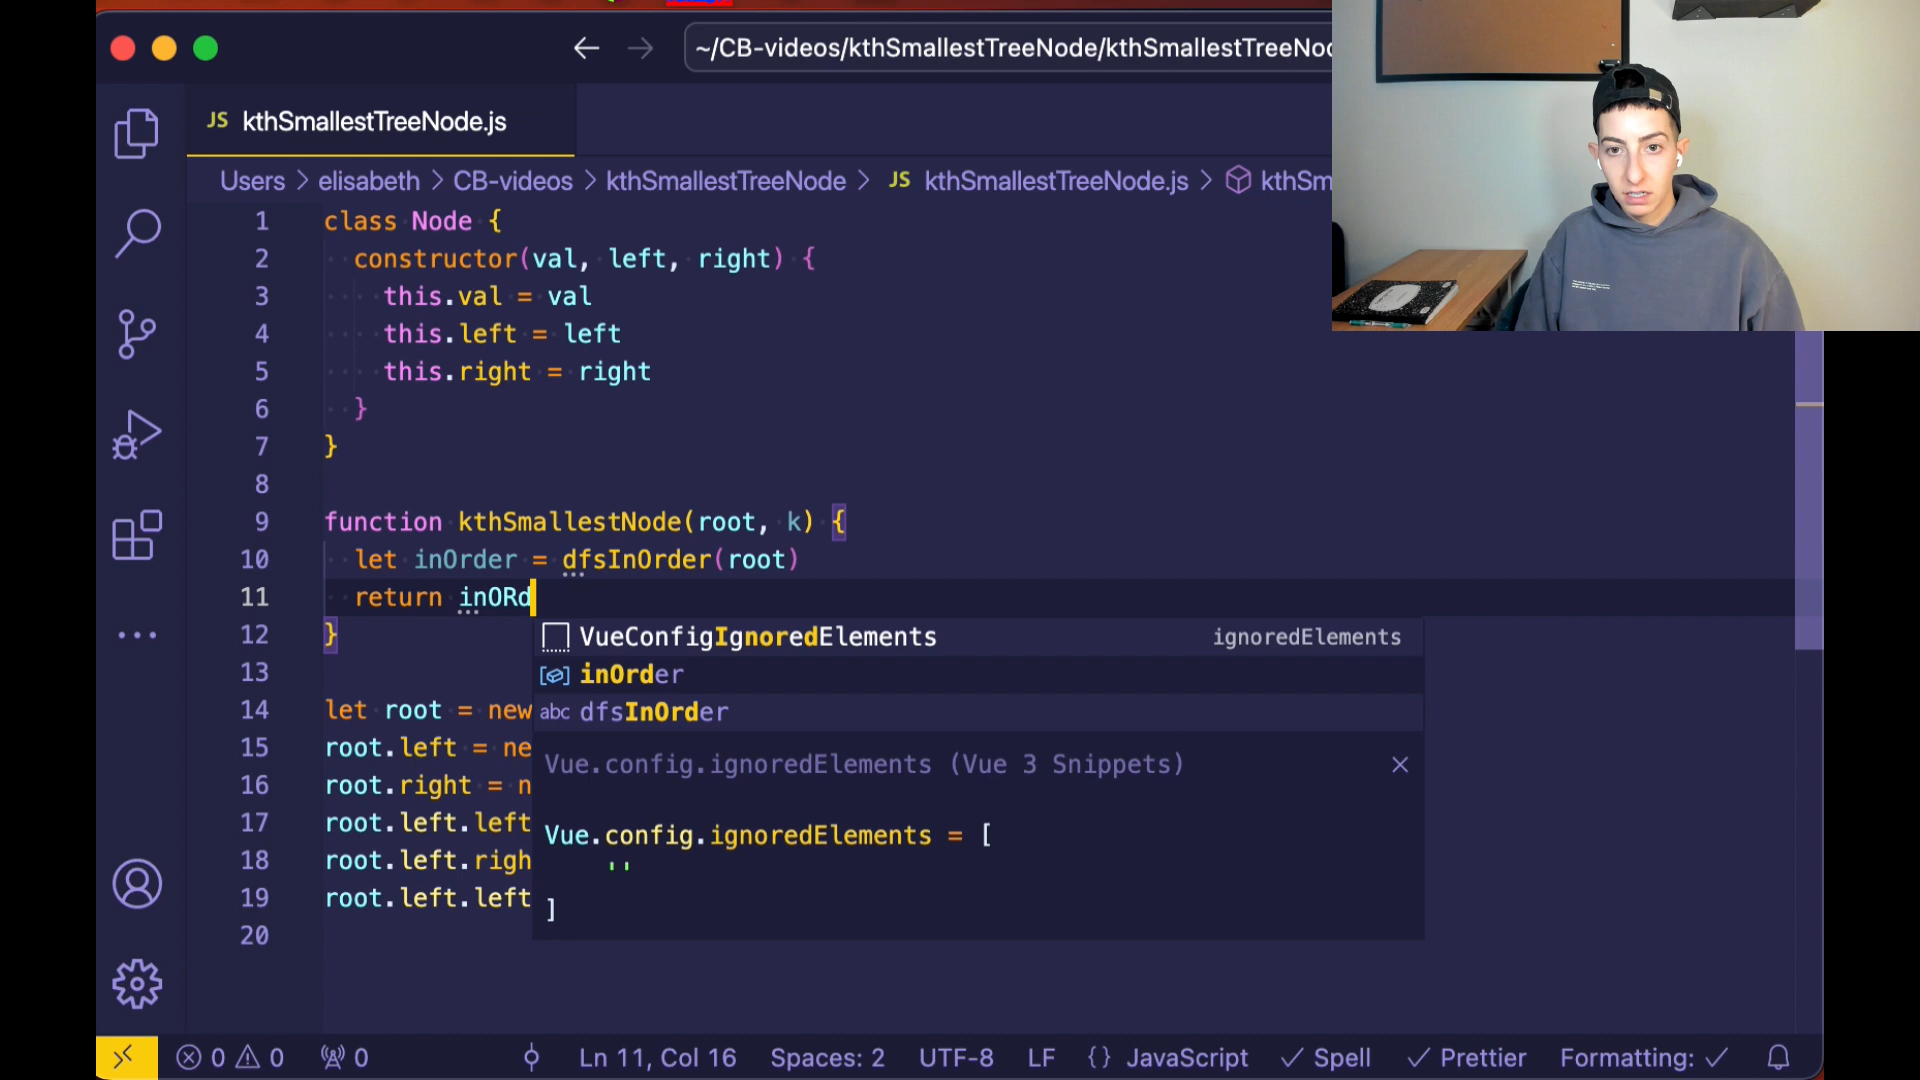 ~/CB-videos/kthSmallestTreeNode/kthSmallestTreeNod
JS kthSmallestTreeNode.js
Users > elisabeth > CB-videos > kthSmallestTreeNode > JS kthSmallestTreeNode.js > kthSm
1 class Node {
2 constructor(val, left, right) {
3 this.val = val
4 this.left = left
5 this.right = right
6 }
7 }
8
9 function kthSmallestNode(root, k) {
10 let inOrder = dfsInOrder(root)
11 return inORd
12 }
VueConfigIgnoredElements ignoredElements
inOrder
13
14 let root = new
abc dfsInOrder
15 root.left = ne
Vue.config.ignoredElements (Vue 3 Snippets)
16 root.right = n
17 root.left.left
Vue.config.ignoredElements = [
18 root.left.righ
''
19 root.left.left
]
20
0 0 0 Ln 11, Col 16 Spaces: 2 UTF-8 LF {} JavaScript ✓ Spell ✓ Prettier Formatting: ✓